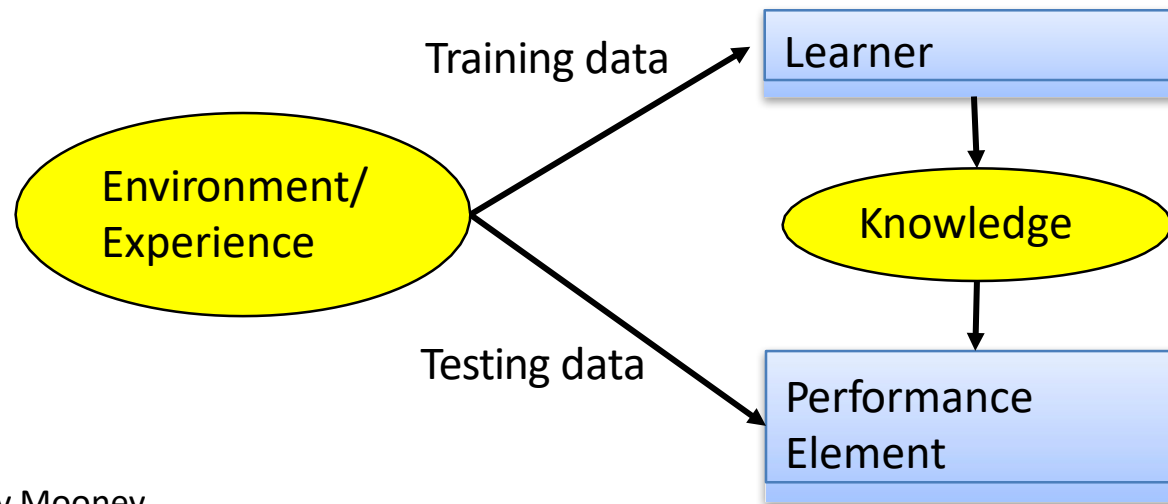 Training data
Learner
Environment/
Experience
Knowledge
Testing data
Performance
Element
Mooney